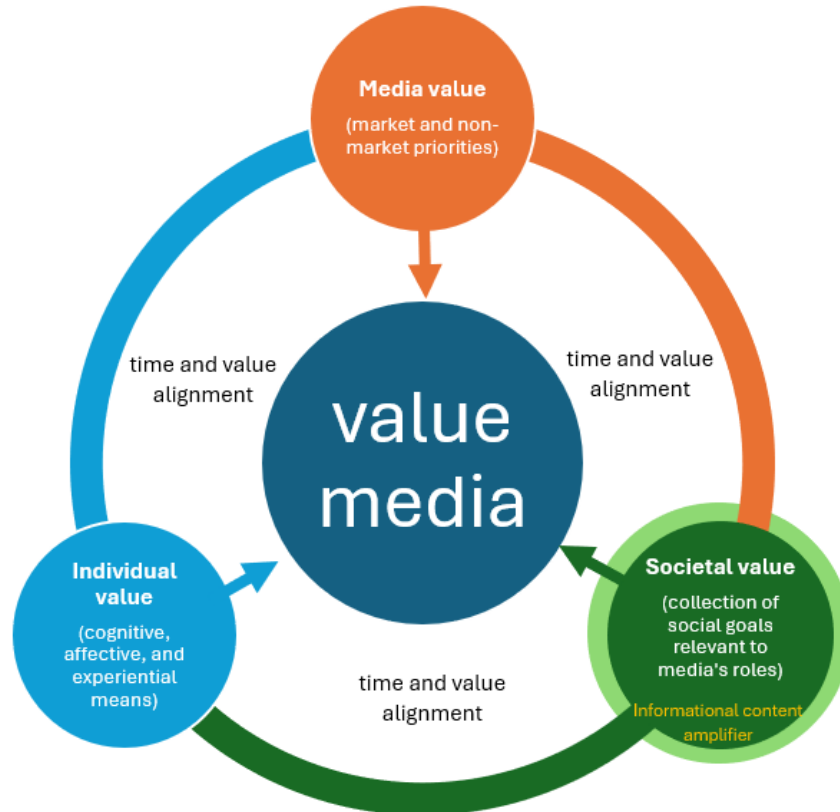 Media value
(market and non-
market priorities)
time and value
alignment
time and value
alignment
value
media
Individual
value
(cognitive,
affective, and
experiential
means)
Societal value
(collection of
social goals
relevant to
media's roles)
Informational content
amplifier
time and value
alignment